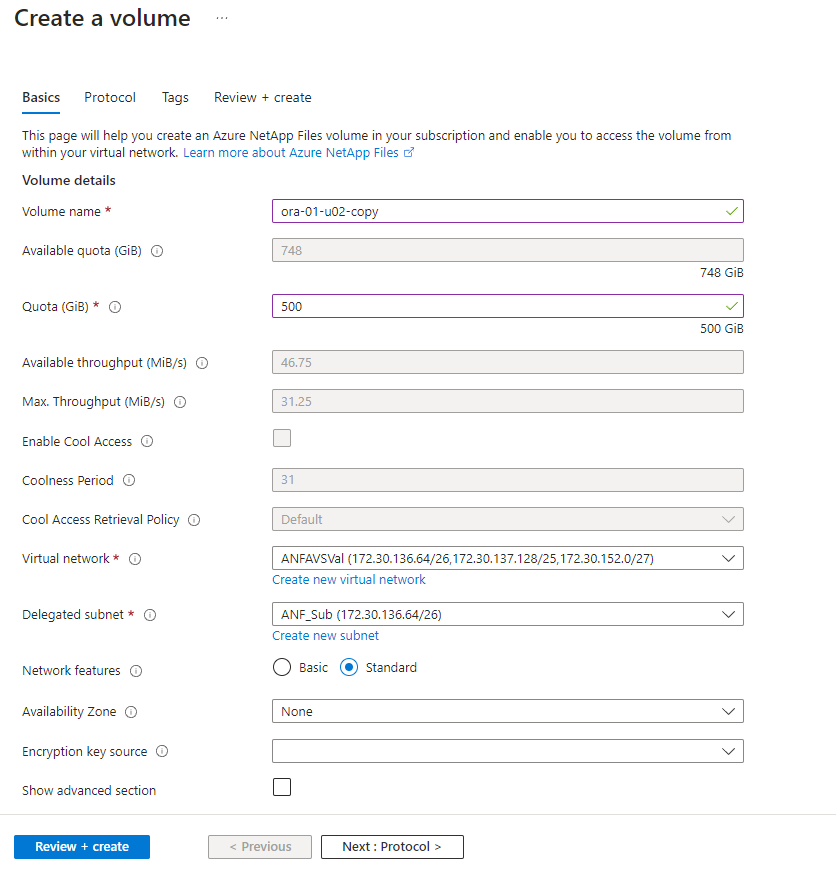 Create a volume ...
Basics Protocol Tags Review + create
This page will help you create an Azure NetApp Files volume in your subscription and enable you to access the volume from
within your virtual network. Learn more about Azure NetApp Files
Volume details
Volume name * ora-01-u02-copy
Available quota (GiB) 748
748 GiB
Quota (GiB) * 500
500 GiB
Available throughput (MiB/s) 46.75
Max. Throughput (MiB/s) 31.25
Enable Cool Access
Coolness Period 31
Cool Access Retrieval Policy Default
Virtual network * ANFAVSVal (172.30.136.64/26,172.30.137.128/25,172.30.152.0/27)
Create new virtual network
Delegated subnet * ANF_Sub (172.30.136.64/26)
Create new subnet
Network features Basic Standard
Availability Zone None
Encryption key source
Show advanced section
Review + create < Previous Next : Protocol >